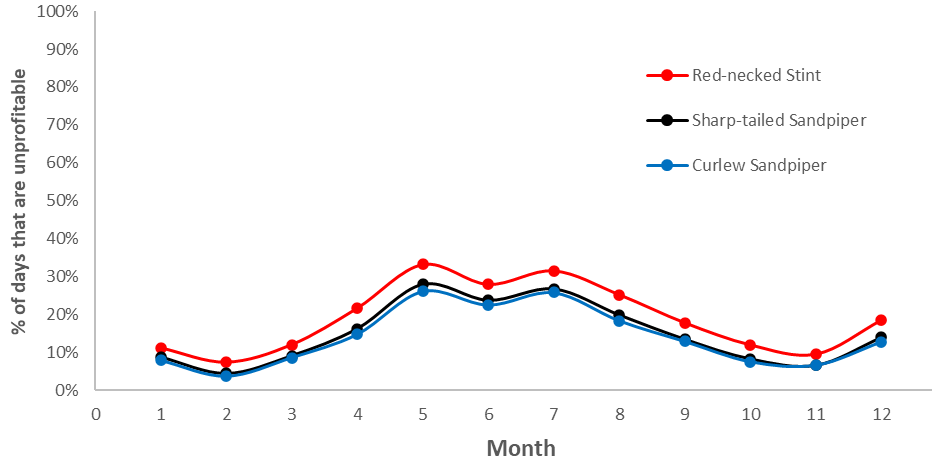 100%
90%
80%
70%
60%
50%
40%
30%
20%
10%
0%
% of days that are unprofitable
Red-necked Stint
Sharp-tailed Sandpiper
Curlew Sandpiper
0 1 2 3 4 5 6 7 8 9 10 11 12
Month